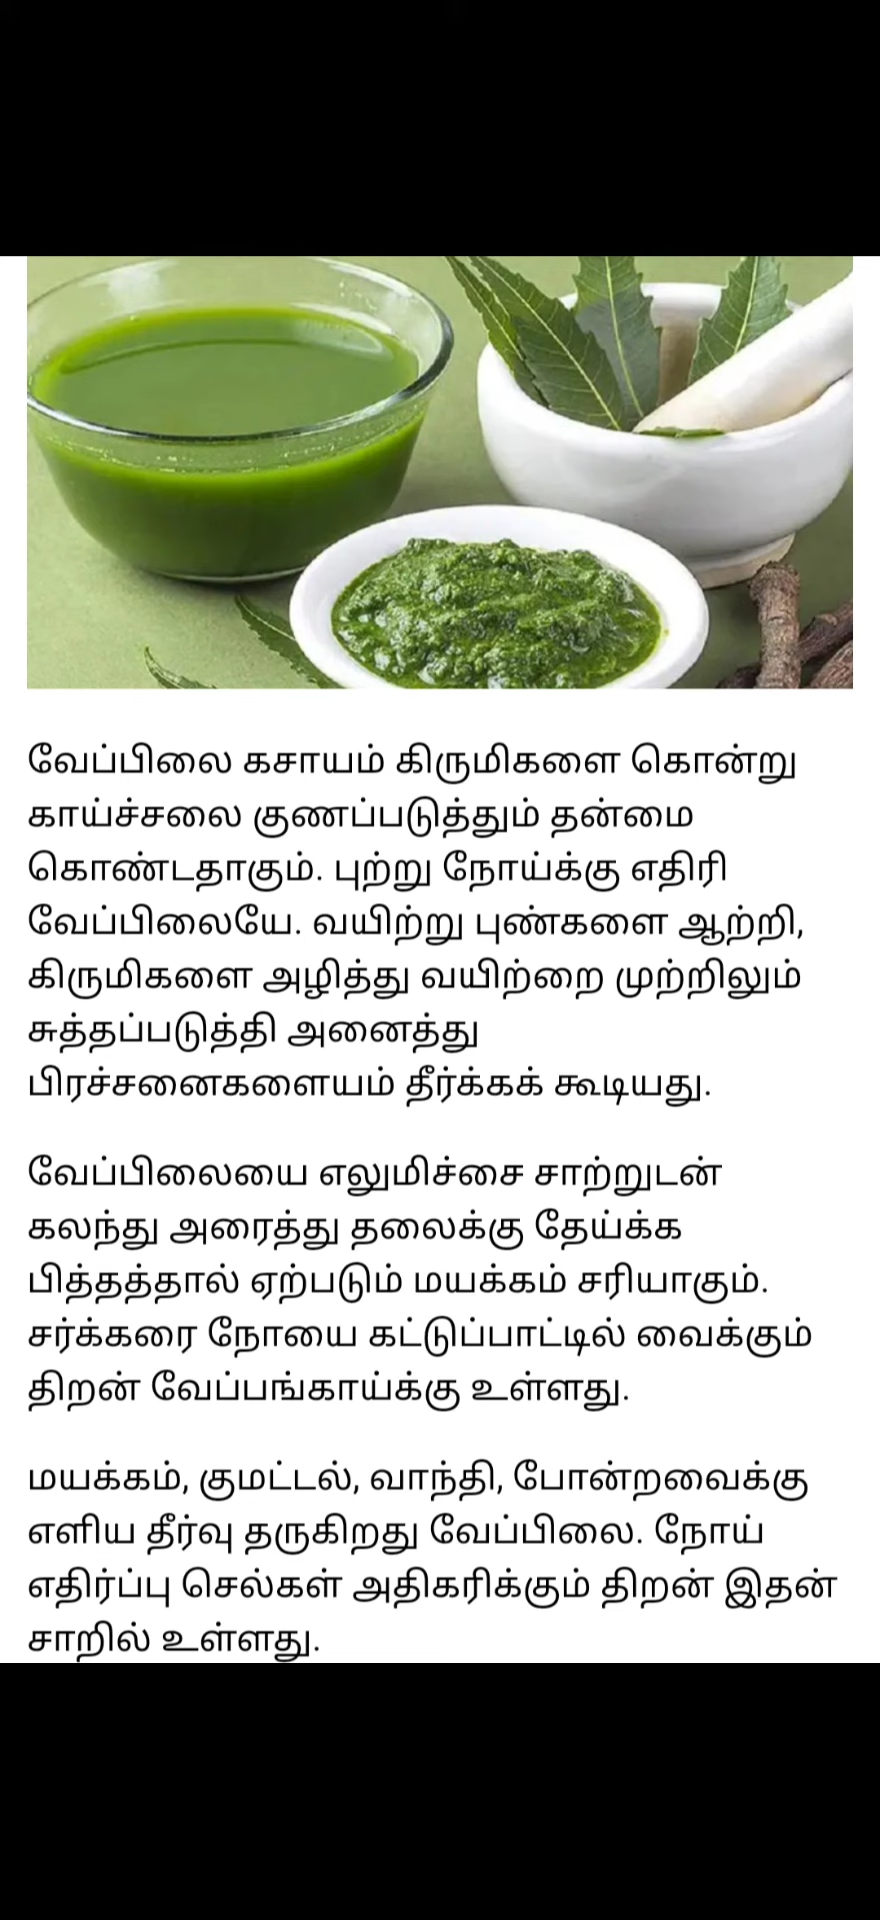 வேப்பிலை கசாயம் கிருமிகளை கொன்று
காய்ச்சலை குணப்படுத்தும் தன்மை
கொண்டதாகும். புற்று நோய்க்கு எதிரி
வேப்பிலையே. வயிற்று புண்களை ஆற்றி,
கிருமிகளை அழித்து வயிற்றை முற்றிலும்
சுத்தப்படுத்தி அனைத்து
பிரச்சனைகளையம் தீர்க்கக் கூடியது.
வேப்பிலையை எலுமிச்சை சாற்றுடன்
கலந்து அரைத்து தலைக்கு தேய்க்க
பித்தத்தால் ஏற்படும் மயக்கம் சரியாகும்.
சர்க்கரை நோயை கட்டுப்பாட்டில் வைக்கும்
திறன் வேப்பங்காய்க்கு உள்ளது.
மயக்கம், குமட்டல், வாந்தி, போன்றவைக்கு
எளிய தீர்வு தருகிறது வேப்பிலை. நோய்
எதிர்ப்பு செல்கள் அதிகரிக்கும் திறன் இதன்
சாறில் உள்ளது.